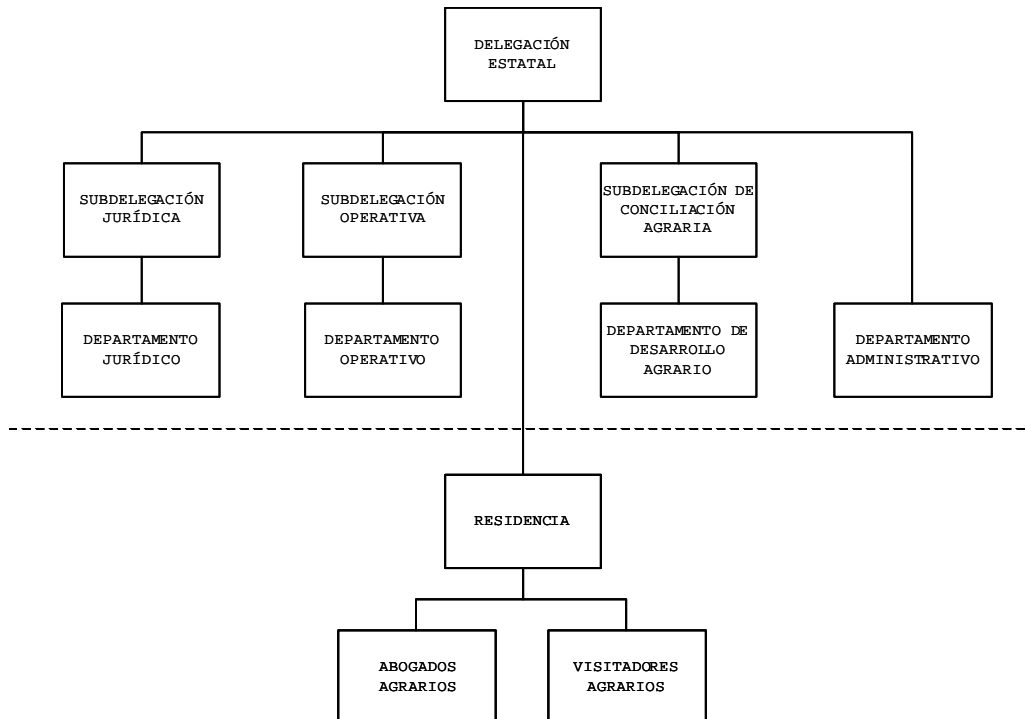 DELEGACIÓN
ESTATAL
SUBDELEGACIÓN
JURÍDICA
SUBDELEGACIÓN
OPERATIVA
SUBDELEGACIÓN DE
CONCILIACIÓN
AGRARIA
DEPARTAMENTO
JURÍDICO
DEPARTAMENTO
OPERATIVO
DEPARTAMENTO DE
DESARROLLO
AGRARIO
DEPARTAMENTO
ADMINISTRATIVO
RESIDENCIA
ABOGADOS
AGRARIOS
VISITADORES
AGRARIOS